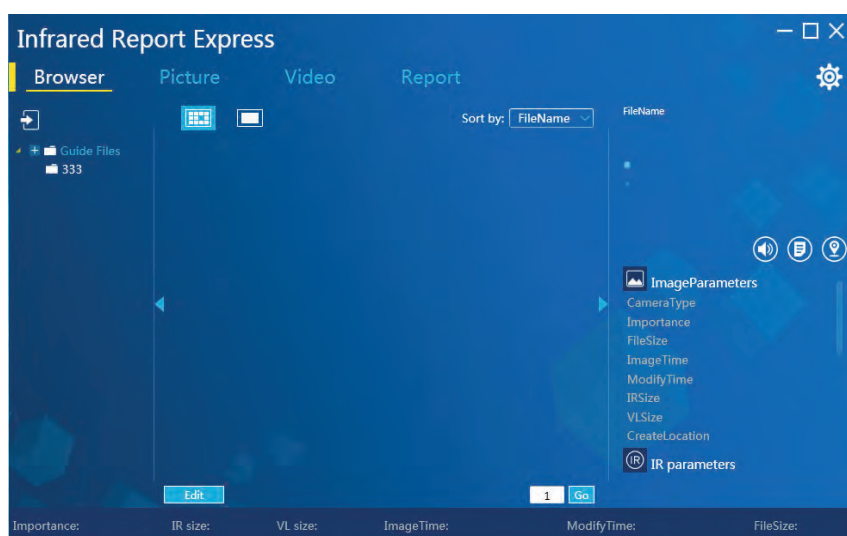 Infrared Report Express
Browser Picture Video Report
Sort by: FileName
FileName
Guide Files
333
ImageParameters
CameraType
Importance
FileSize
ImageTime
ModifyTime
IRSize
VLSize
CreateLocation
IR IR parameters
Edit 1 Go
Importance: IR size: VL size: ImageTime: ModifyTime: FileSize: